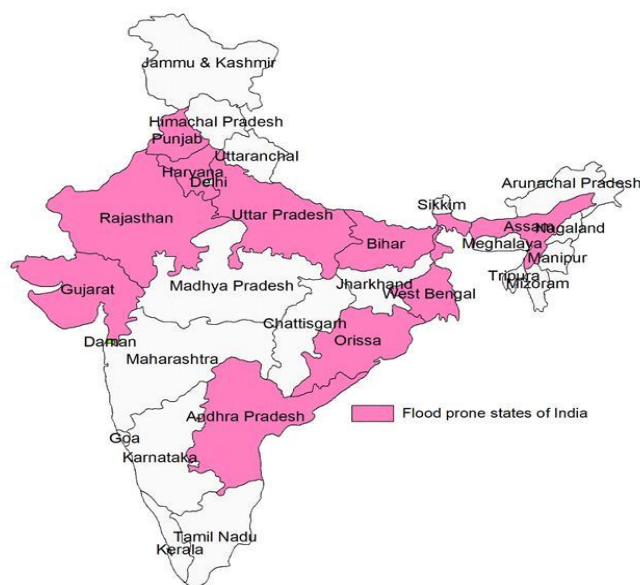 Jammu & Kashmir
Himachal Pradesh
Punjab
Uttaranchal
Haryana
Delhi
Arunachal Pradesh
Sikkim
Rajasthan
Uttar Pradesh
Assam
Nagaland
Bihar
Meghalaya
Manipur
Tripura
Mizoram
Gujarat
Madhya Pradesh
Jharkhand
West Bengal
Chattisgarh
Daman
Maharashtra
Orissa
Andhra Pradesh
Flood prone states of India
Goa
Karnataka
Tamil Nadu
Kerala